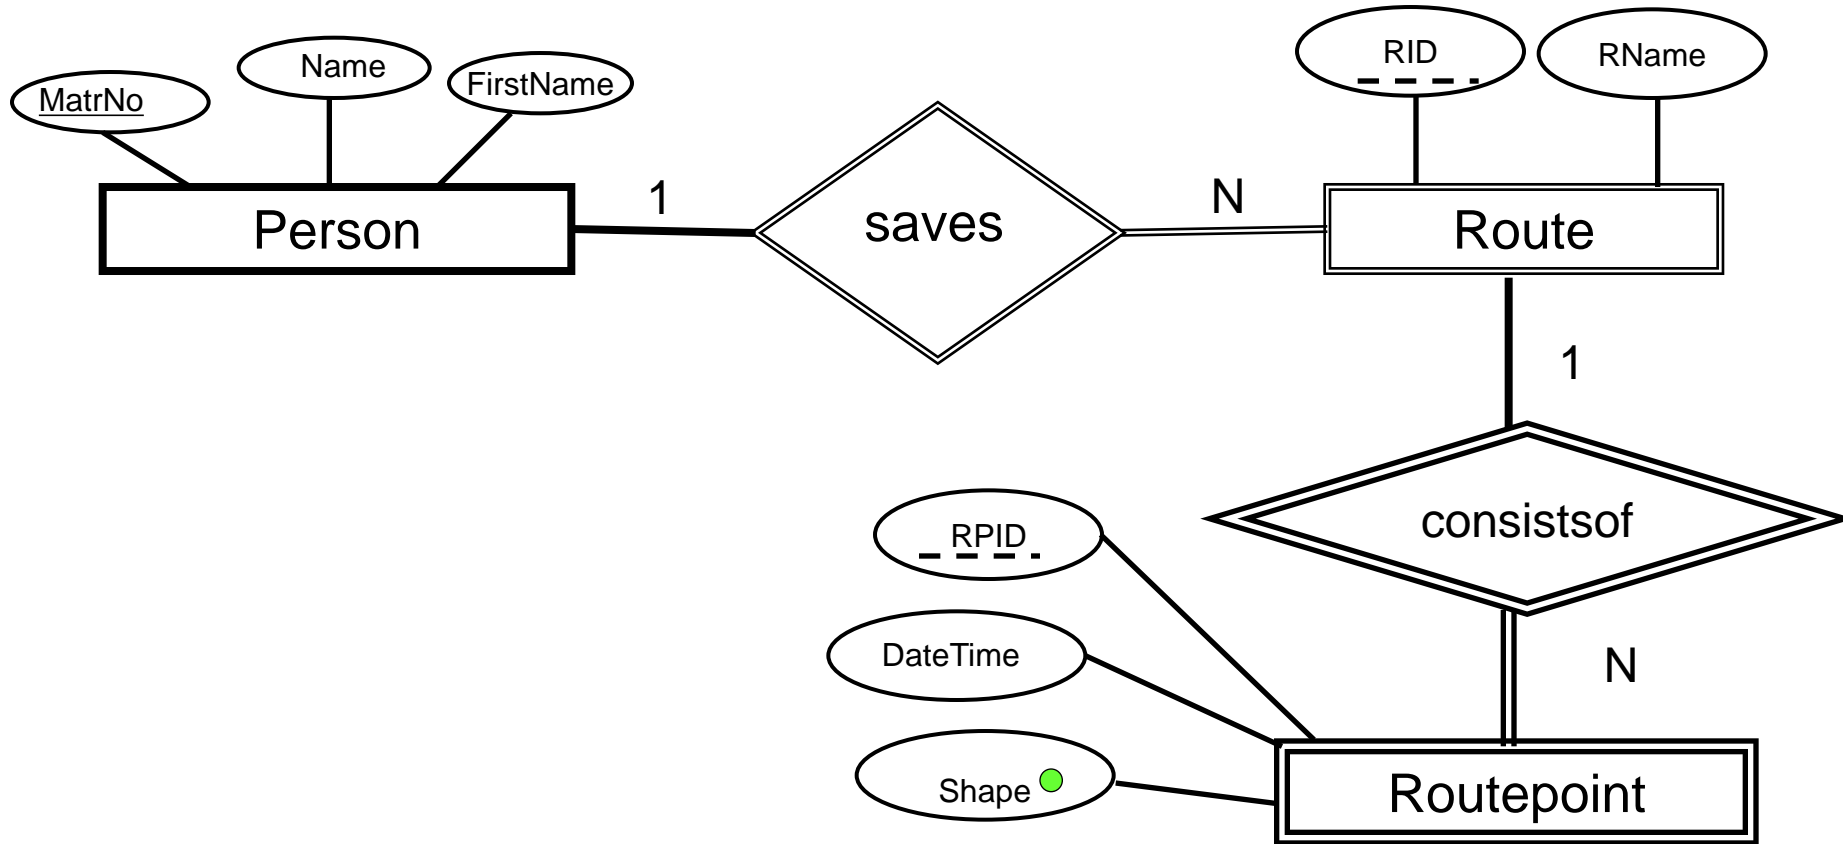 MatrNo
Name
FirstName
RID
RName
Person
1
saves
N
Route
1
consistsof
RPID
DateTime
N
Shape
Routepoint